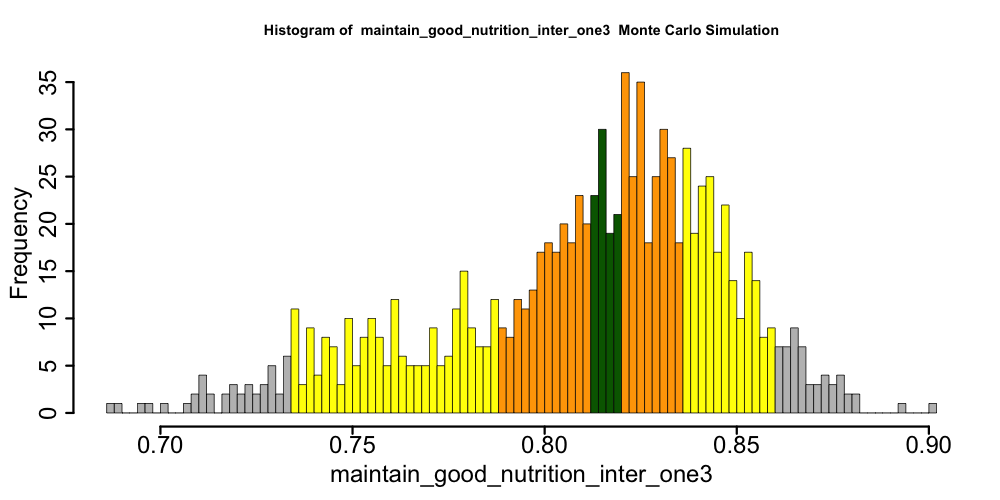 Histogram of  maintain_good_nutrition_inter_one3  Monte Carlo Simulation
Frequency
35
30
25
20
15
10
5
0
0.70 0.75 0.80 0.85 0.90
maintain_good_nutrition_inter_one3